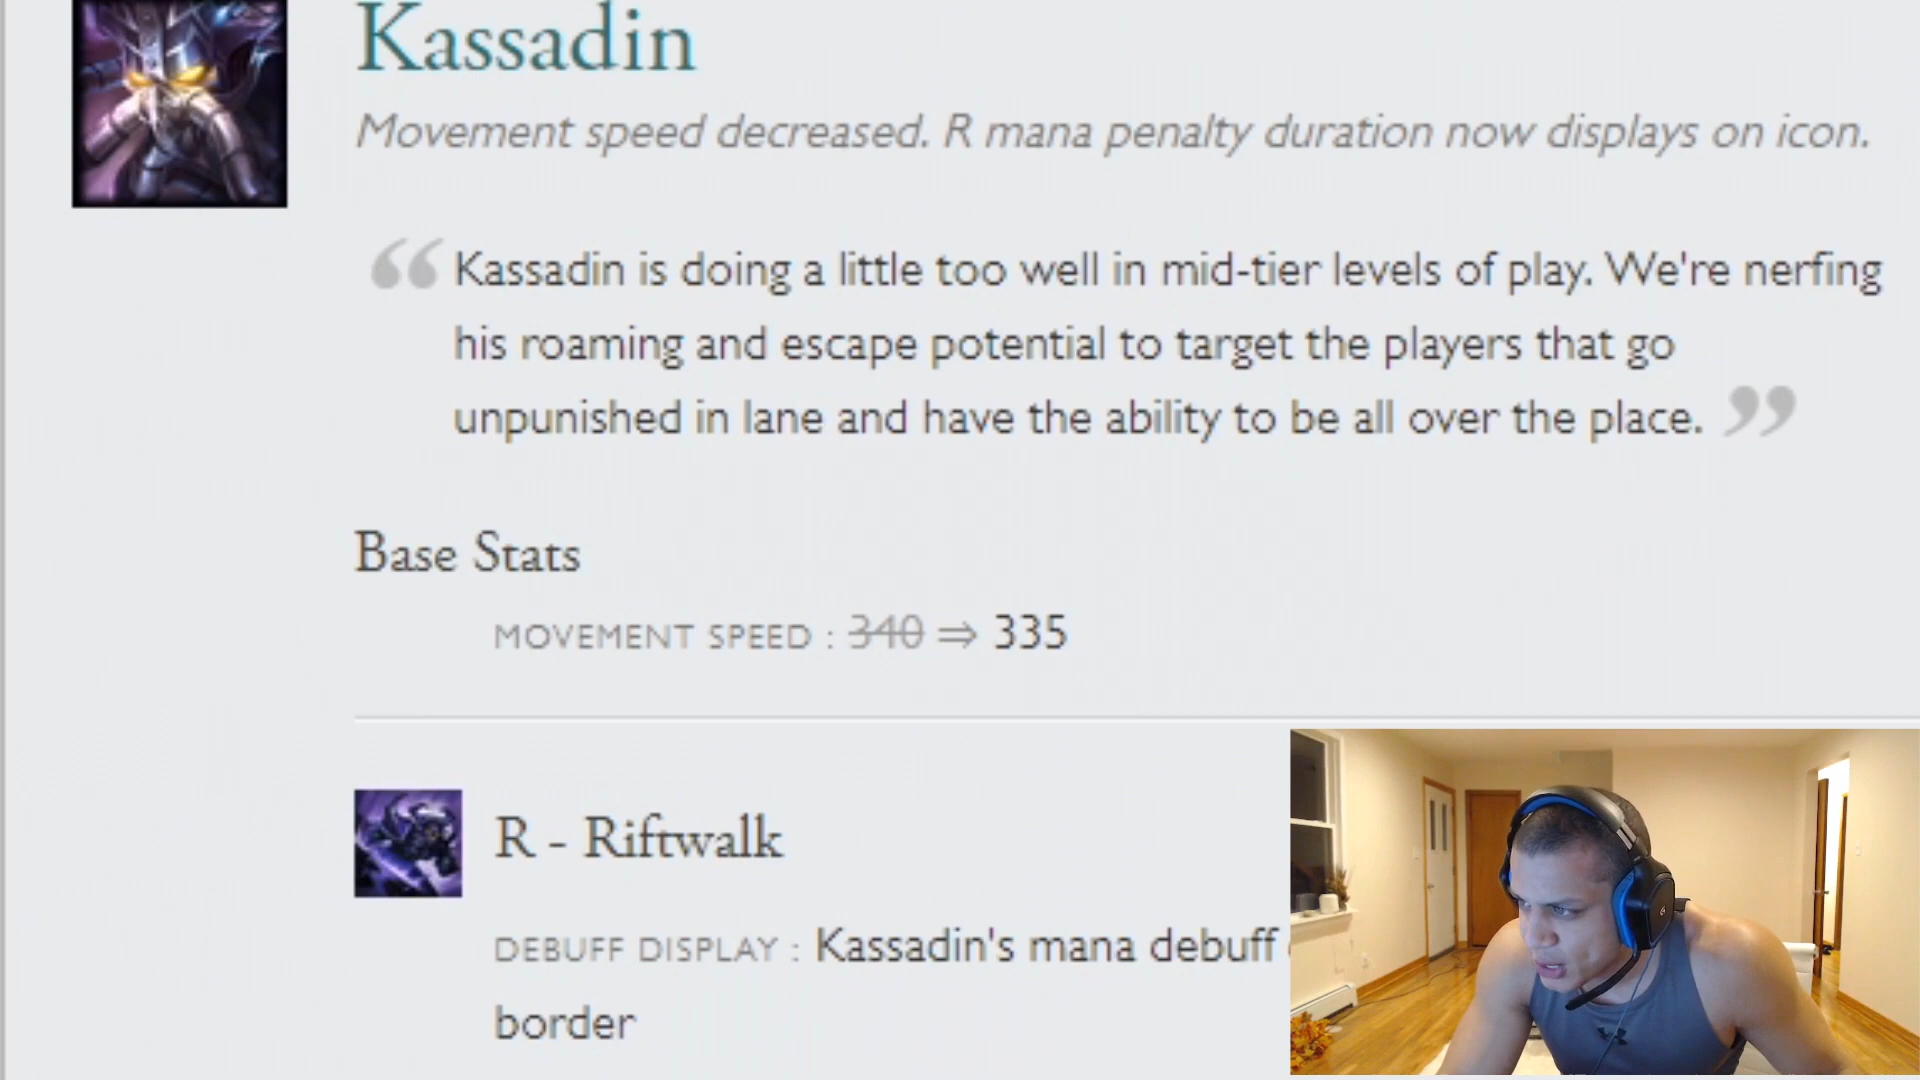 Kassadin
Movement speed decreased. R mana penalty duration now displays on icon.
“ Kassadin is doing a little too well in mid-tier levels of play. We're nerfing
his roaming and escape potential to target the players that go
unpunished in lane and have the ability to be all over the place. ”
Base Stats
MOVEMENT SPEED : 340 ⇒ 335
R - Riftwalk
DEBUFF DISPLAY : Kassadin's mana debuff
border